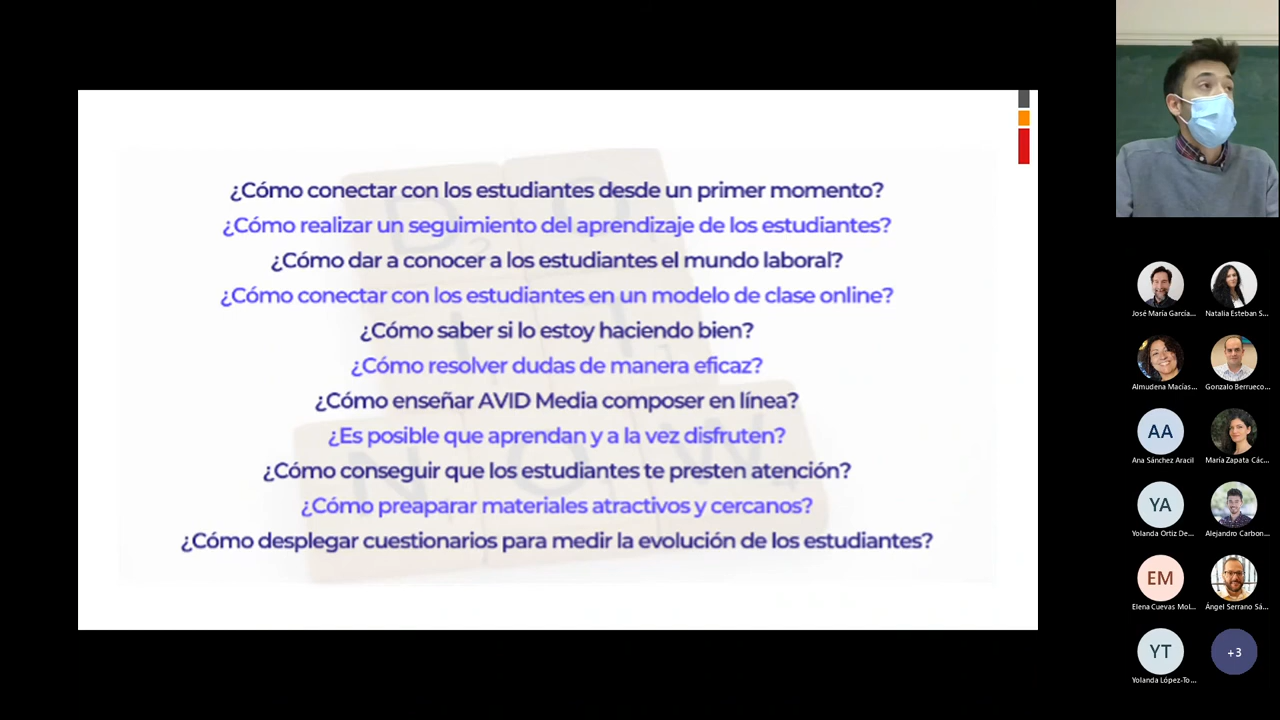 ¿Cómo conectar con los estudiantes desde un primer momento?
¿Cómo realizar un seguimiento del aprendizaje de los estudiantes?
¿Cómo dar a conocer a los estudiantes el mundo laboral?
¿Cómo conectar con los estudiantes en un modelo de clase online?
¿Cómo saber si lo estoy haciendo bien?
¿Cómo resolver dudas de manera eficaz?
¿Cómo enseñar AVID Media composer en línea?
¿Es posible que aprendan y a la vez disfruten?
¿Cómo conseguir que los estudiantes te presten atención?
¿Cómo preaparar materiales atractivos y cercanos?
¿Cómo desplegar cuestionarios para medir la evolución de los estudiantes?
José María García...
Natalia Esteban S...
Almudena Macías...
Gonzalo Berrueco...
AA
Ana Sánchez Aracil
María Zapata Các...
YA
Yolanda Ortiz De...
Alejandro Carbon...
EM
Elena Cuevas Mol...
Ángel Serrano Sá...
YT
Yolanda López-To...
+3